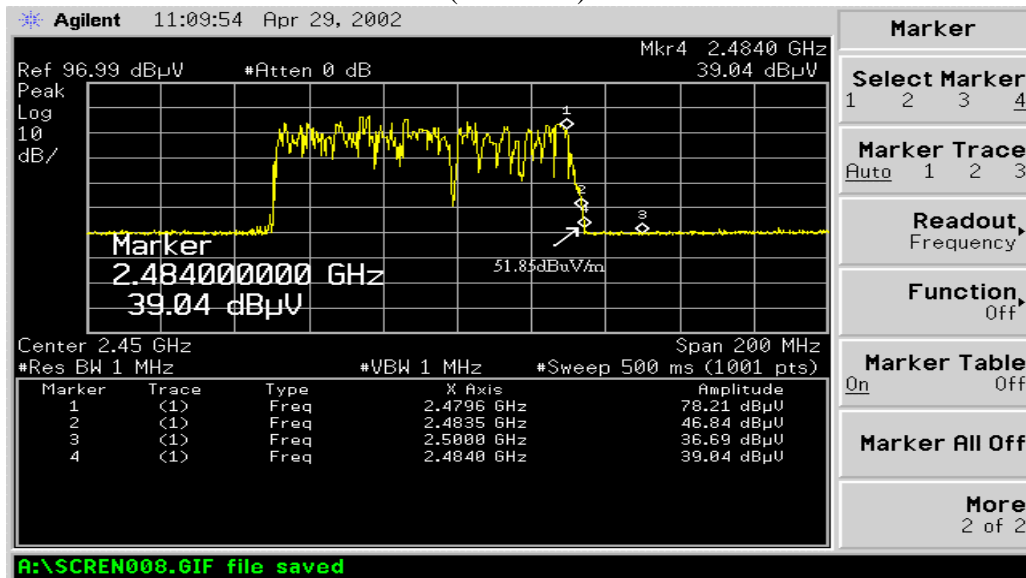 Agilent 11:09:54 Apr 29, 2002
Mkr4 2.4840 GHz
Ref 96.99 dBµV #Atten 0 dB 39.04 dBµV
Peak
Log
10
dB/
1
2
4
3
51.85dBuV/m
Marker
2.484000000 GHz
39.04 dBµV
Center 2.45 GHz Span 200 MHz
#Res BW 1 MHz #VBW 1 MHz #Sweep 500 ms (1001 pts)
Marker Trace Type X Axis Amplitude
1 (1) Freq 2.4796 GHz 78.21 dBµV
2 (1) Freq 2.4835 GHz 46.84 dBµV
3 (1) Freq 2.5000 GHz 36.69 dBµV
4 (1) Freq 2.4840 GHz 39.04 dBµV
A:\SCREN008.GIF file saved
Marker
Select Marker
1 2 3 4
Marker Trace
Auto 1 2 3
Readout
Frequency
Function
Off
Marker Table
On Off
Marker All Off
More
2 of 2